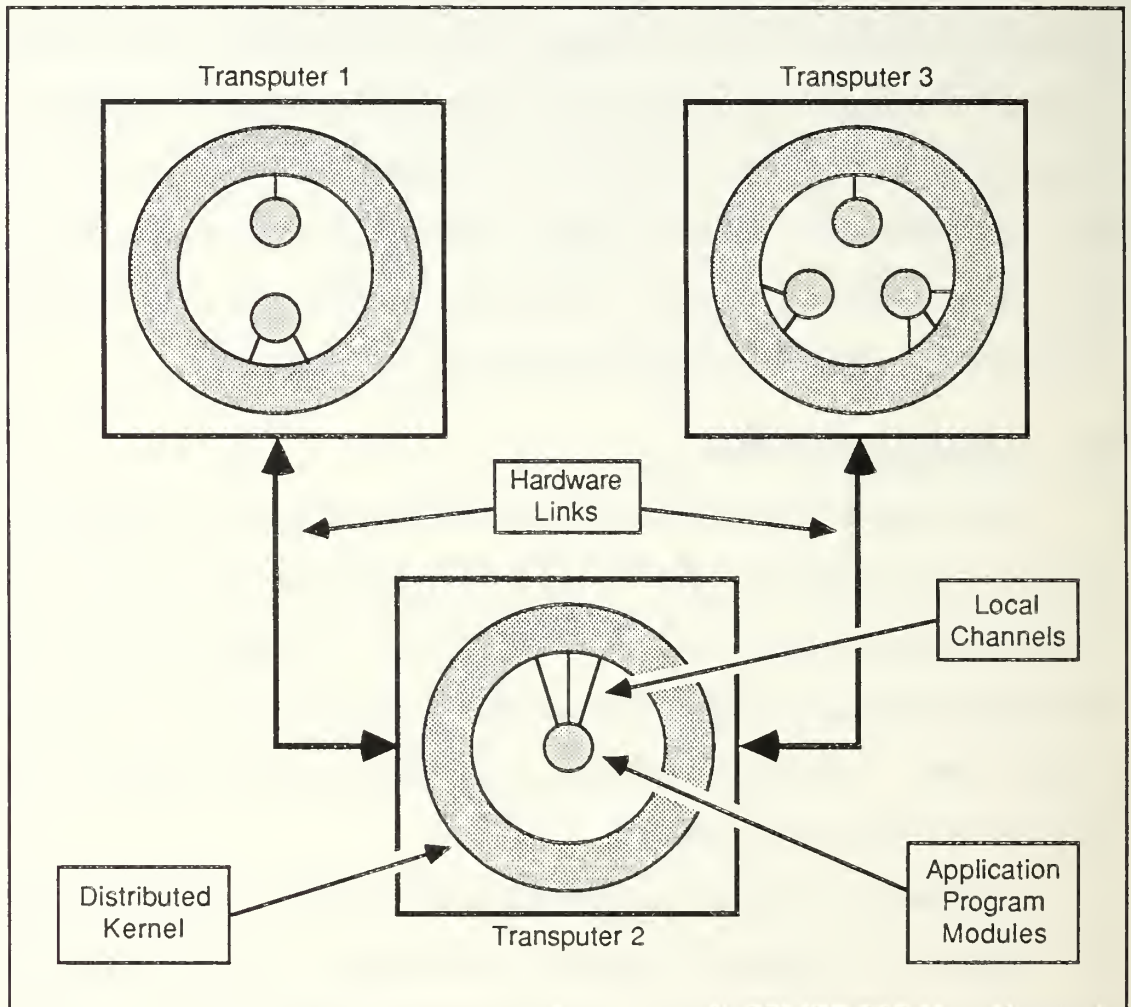 Transputer 1
Transputer 3
Hardware
Links
Local
Channels
Distributed
Kernel
Transputer 2
Application
Program
Modules